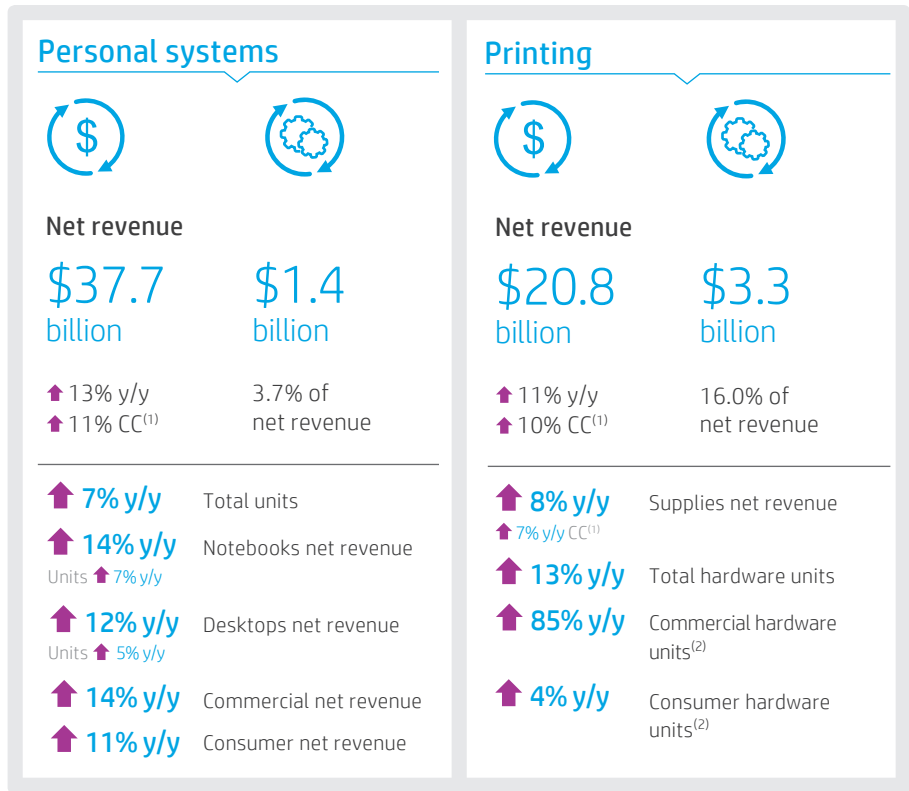 Personal systems
$
Net revenue
$37.7
billion
$1.4
billion
13% y/y
11% CC(1)
3.7% of
net revenue
7% y/y Total units
14% y/y Notebooks net revenue
Units 7% y/y
12% y/y Desktops net revenue
Units 5% y/y
14% y/y Commercial net revenue
11% y/y Consumer net revenue
Printing
$
Net revenue
$20.8
billion
$3.3
billion
11% y/y
10% CC(1)
16.0% of
net revenue
8% y/y Supplies net revenue
7% y/y CC(1)
13% y/y Total hardware units
85% y/y Commercial hardware
units(2)
4% y/y Consumer hardware
units(2)